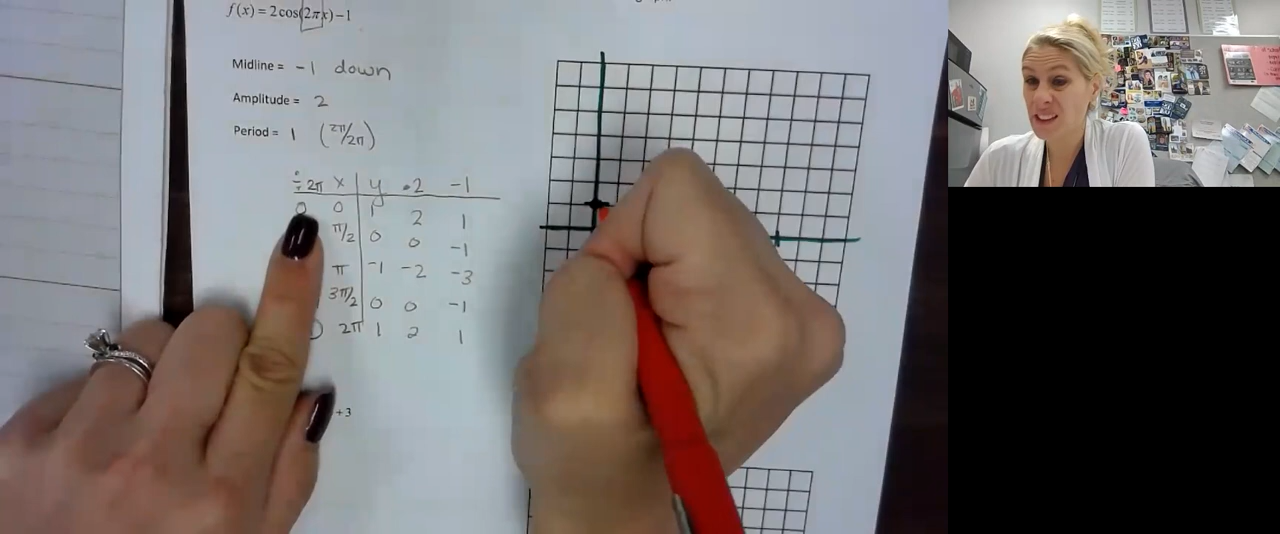 f(x) = 2cos(2πx) − 1
Midline = -1 down
Amplitude = 2
Period = 1 (2π/2π)
÷2π x y •2 -1
0 0 1 2 1
π/2 0 0 -1
π -1 -2 -3
3π/2 0 0 -1
2π 1 2 1
+3